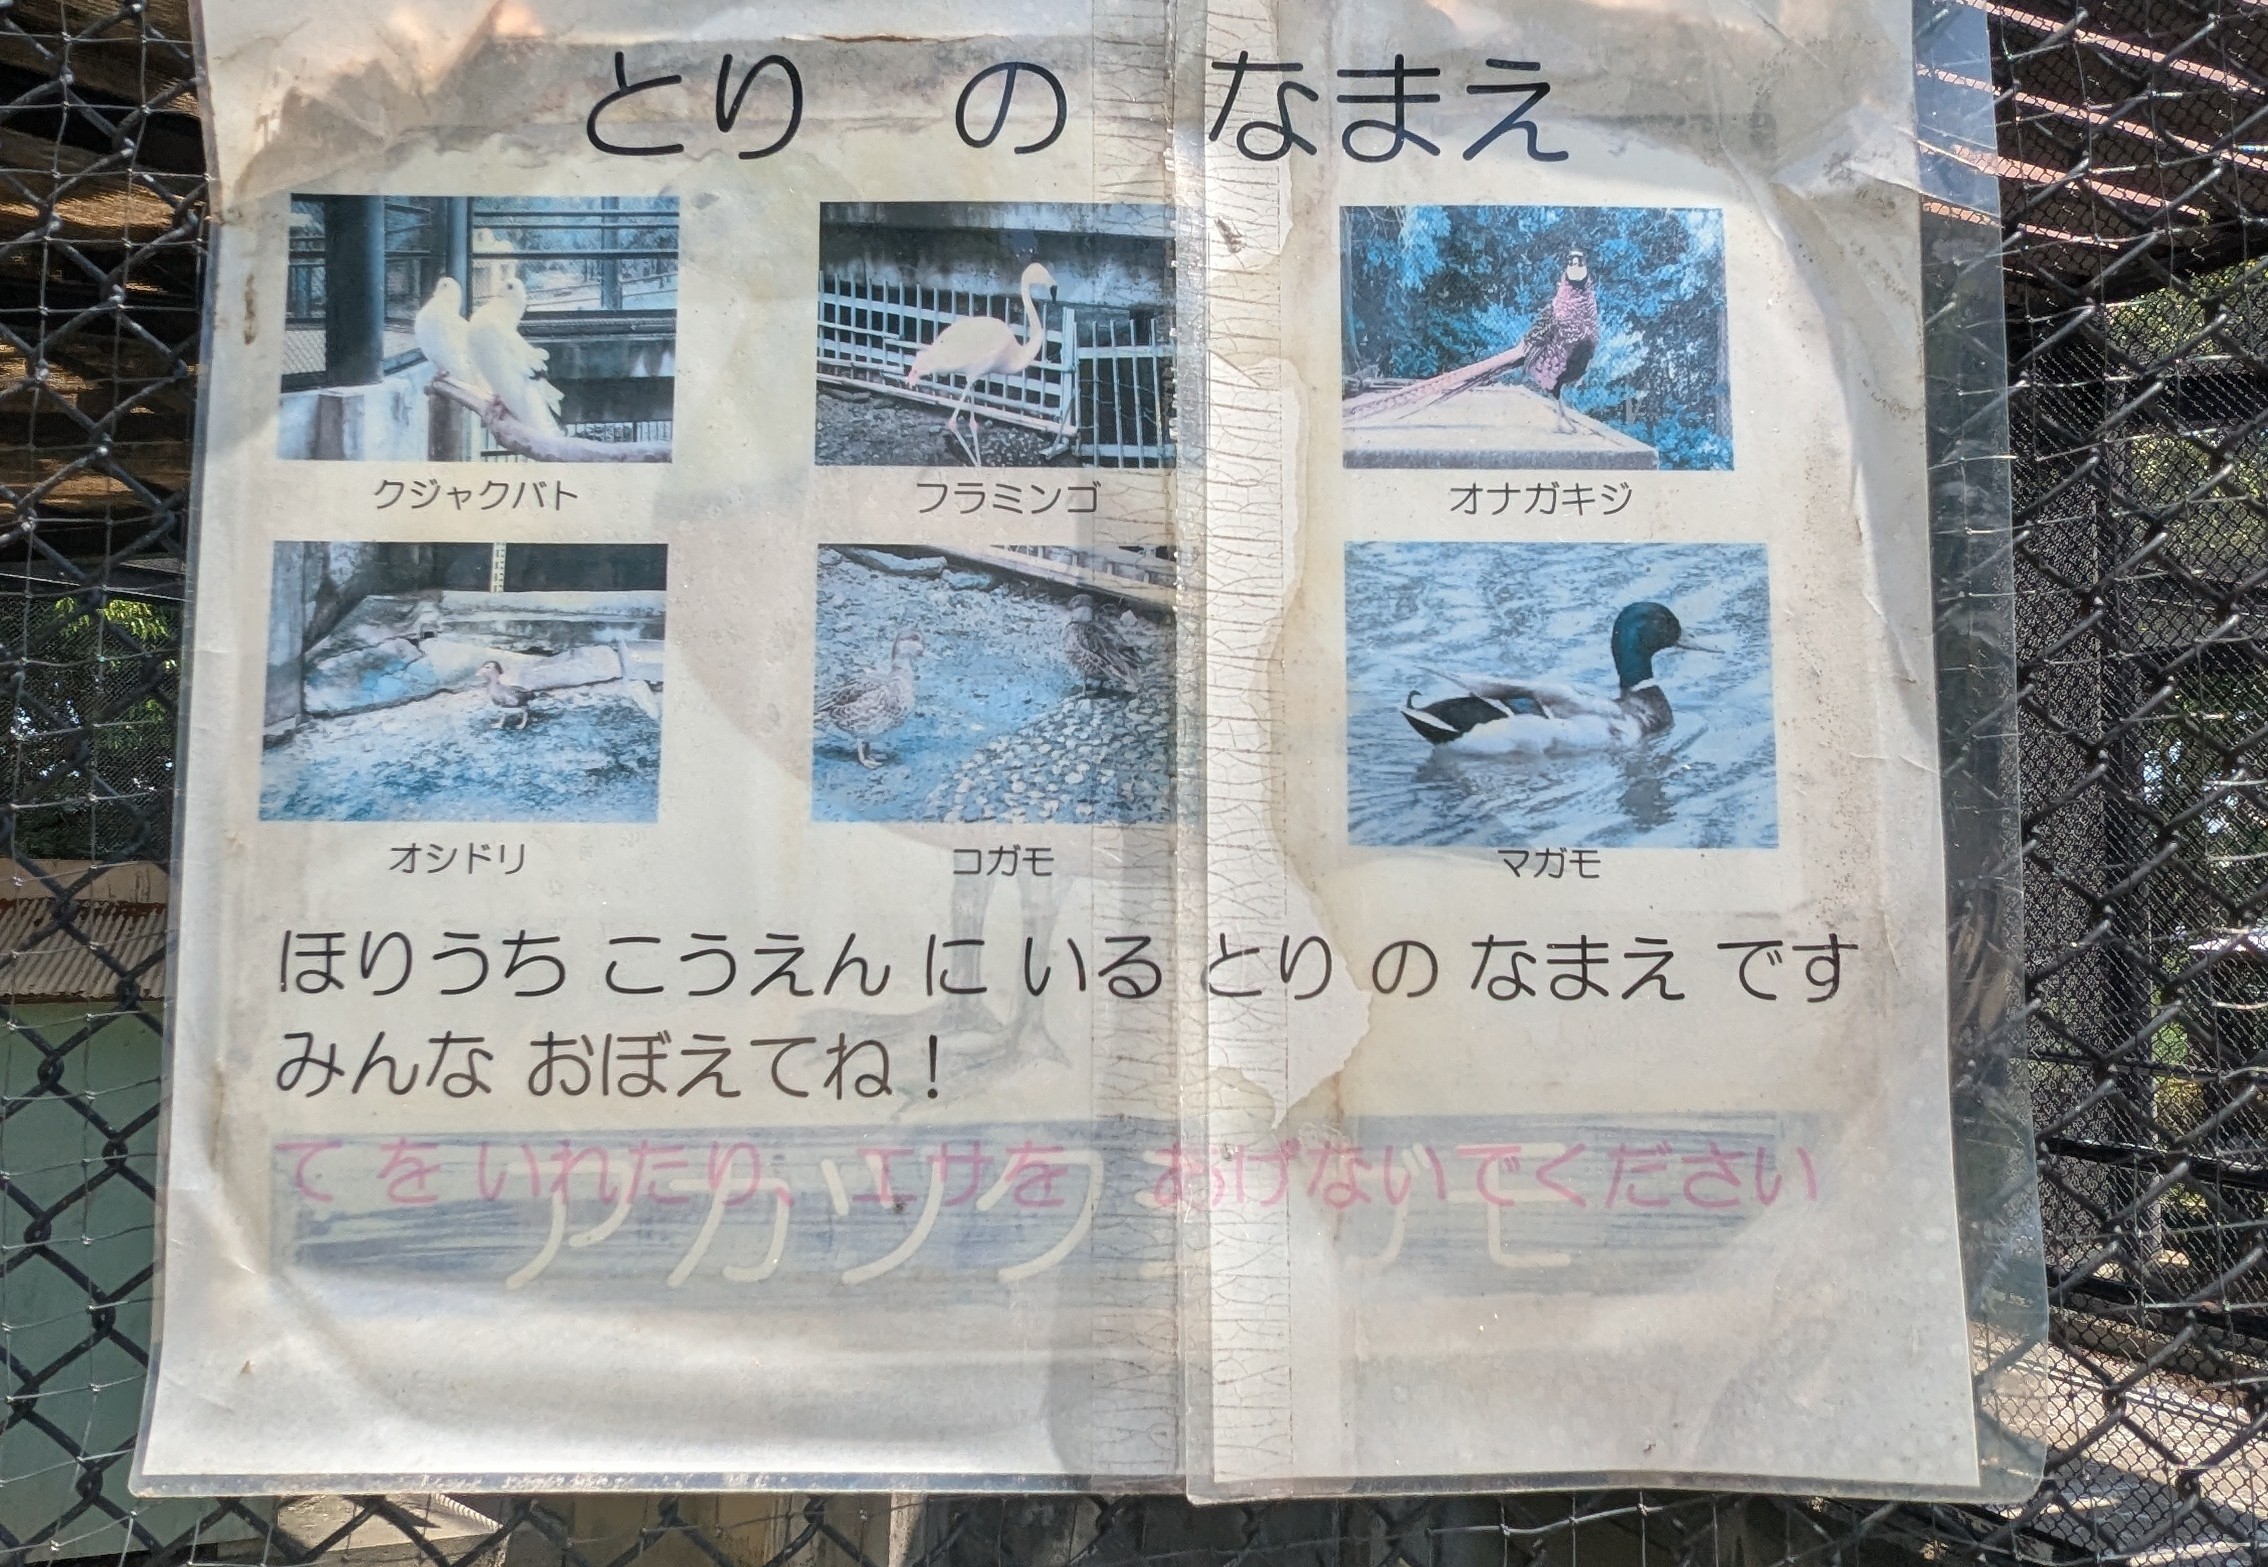 とり の なまえ
クジャクバト フラミンゴ オナガキジ
オシドリ コガモ マガモ
ほりうち こうえん に いる とり の なまえ です
みんな おぼえてね！
て を いれたり、エサを あげないでください